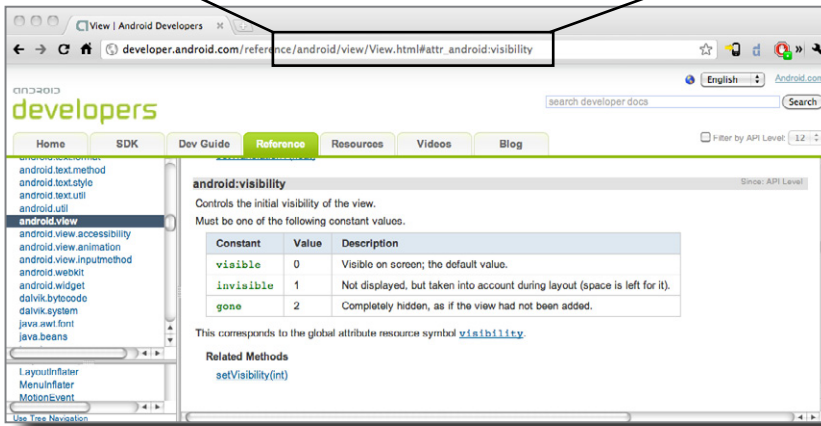 View | Android Developers
developer.android.com/reference/android/view/View.html#attr_android:visibility
English
Android.com
android
developers
search developer docs
Search
Home
SDK
Dev Guide
Reference
Resources
Videos
Blog
Filter by API Level: 12
android.text.method
android.text.style
android.text.util
android.util
android.view
android.view.accessibility
android.view.animation
android.view.inputmethod
android.webkit
android.widget
dalvik.bytecode
dalvik.system
java.awt.font
java.beans
LayoutInflater
MenuInflater
MotionEvent
Use Tree Navigation
android:visibility
Since: API Level
Controls the initial visibility of the view.
Must be one of the following constant values.
Constant Value Description
visible 0 Visible on screen; the default value.
invisible 1 Not displayed, but taken into account during layout (space is left for it).
gone 2 Completely hidden, as if the view had not been added.
This corresponds to the global attribute resource symbol visibility.
Related Methods
setVisibility(int)